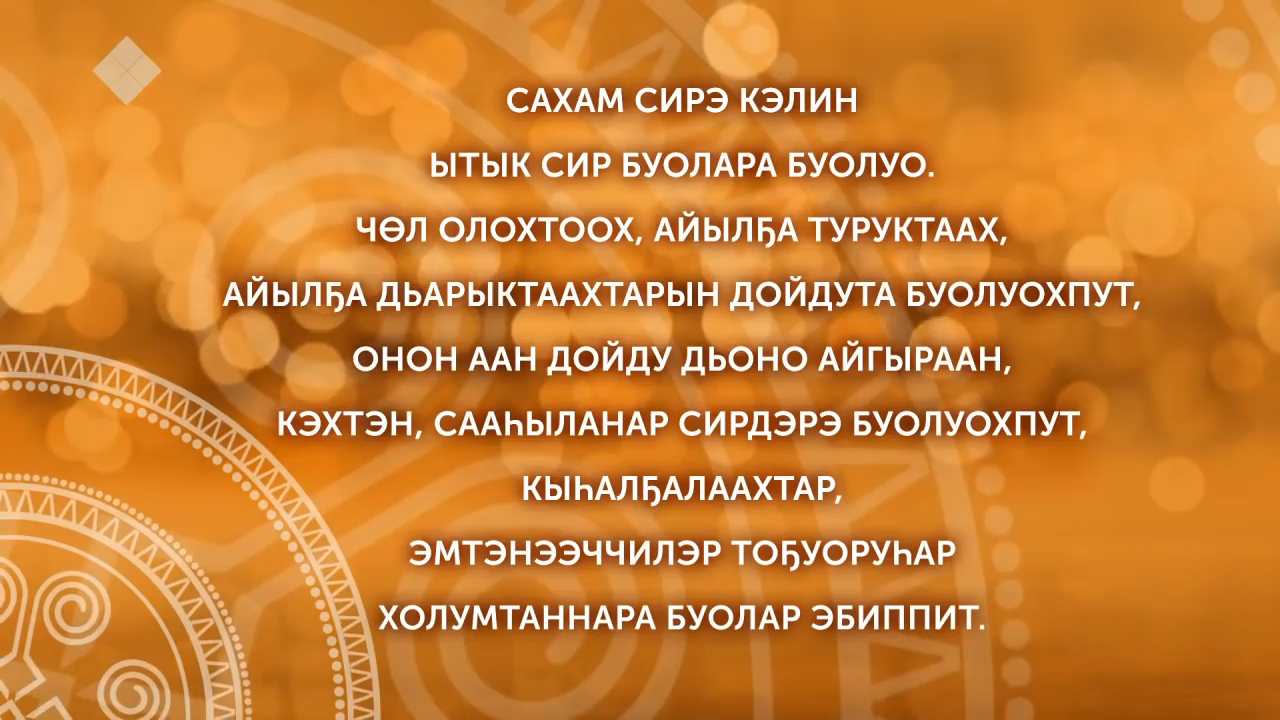 САХАМ СИРЭ КЭЛИН
ЫТЫК СИР БУОЛАРА БУОЛУО.
ЧӨЛ ОЛОХТООХ, АЙЫЛҔА ТУРУКТААХ,
АЙЫЛҔА ДЬАРЫКТААХТАРЫН ДОЙДУТА БУОЛУОХПУТ,
ОНОН ААН ДОЙДУ ДЬОНО АЙГЫРААН,
КЭХТЭН, СААҺЫЛАНАР СИРДЭРЭ БУОЛУОХПУТ,
КЫҺАЛҔАЛААХТАР,
ЭМТЭНЭЭЧЧИЛЭР ТОҔУОРУҺАР
ХОЛУМТАННАРА БУОЛАР ЭБИППИТ.